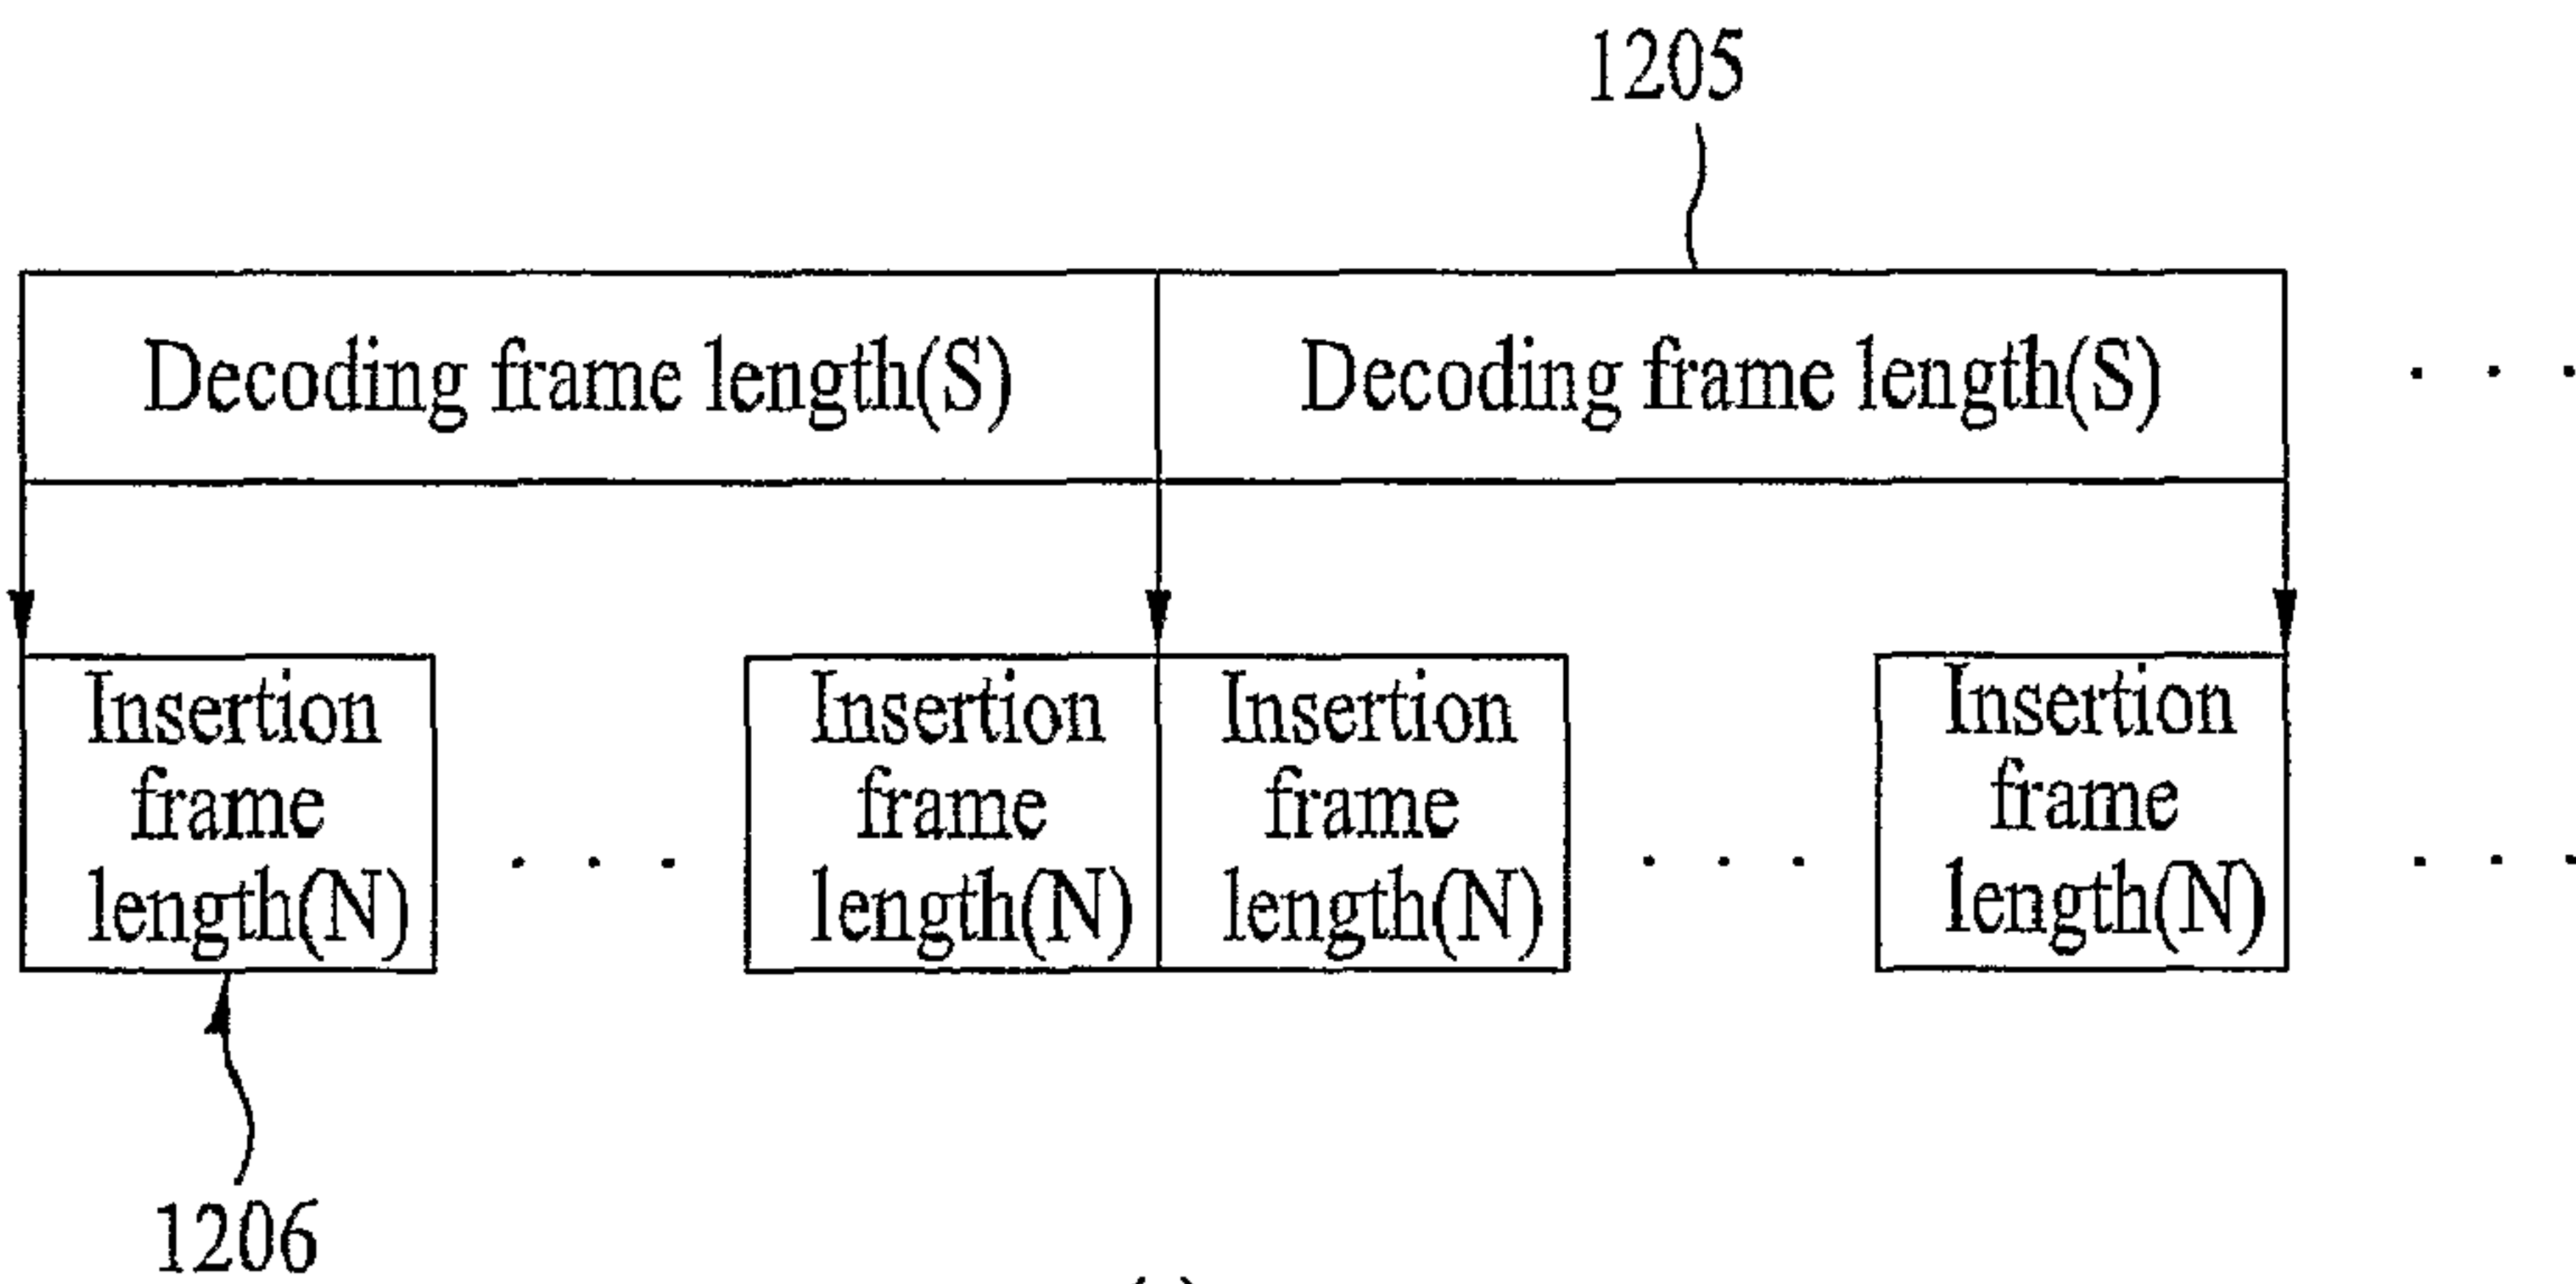 1205
Decoding frame length(S) Decoding frame length(S) . . .
Insertion frame length(N) . . . Insertion frame length(N) Insertion frame length(N) . . . Insertion frame length(N) . . .
1206